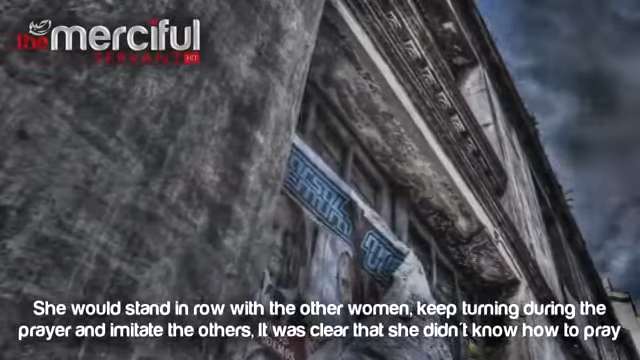 the merciful
SERVANT HD
She would stand in row with the other women, keep turning during the
prayer and imitate the others, It was clear that she didn't know how to pray